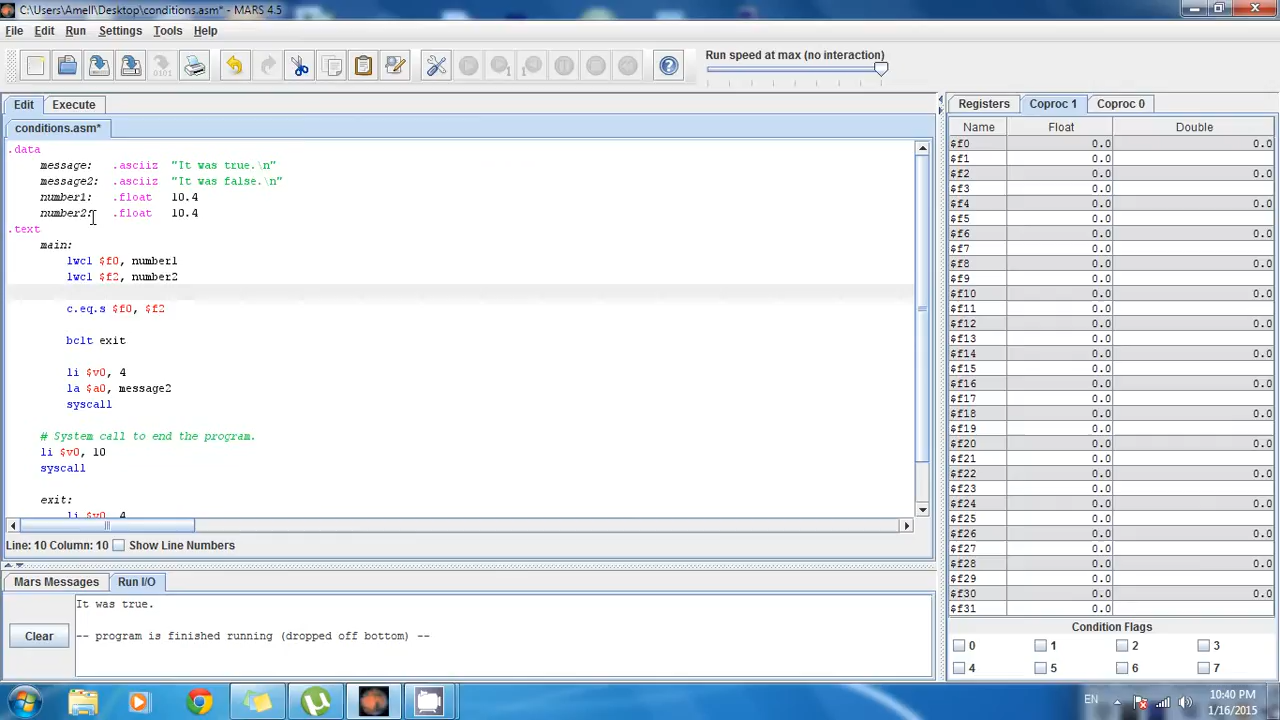 C:\Users\Amell\Desktop\conditions.asm* - MARS 4.5
File Edit Run Settings Tools Help
Run speed at max (no interaction)
Edit Execute
conditions.asm*
.data
message: .asciiz "It was true.\n"
message2: .asciiz "It was false.\n"
number1: .float 10.4
number2: .float 10.4
.text
main:
lwc1 $f0, number1
lwc1 $f2, number2
c.eq.s $f0, $f2
bc1t exit
li $v0, 4
la $a0, message2
syscall
# System call to end the program.
li $v0, 10
syscall
exit:
li $v0, 4
Line: 10 Column: 10 Show Line Numbers
Mars Messages Run I/O
Clear
It was true.
-- program is finished running (dropped off bottom) --
Registers Coproc 1 Coproc 0
Name Float Double
$f0 0.0 0.0
$f1 0.0
$f2 0.0 0.0
$f3 0.0
$f4 0.0 0.0
$f5 0.0
$f6 0.0 0.0
$f7 0.0
$f8 0.0 0.0
$f9 0.0
$f10 0.0 0.0
$f11 0.0
$f12 0.0 0.0
$f13 0.0
$f14 0.0 0.0
$f15 0.0
$f16 0.0 0.0
$f17 0.0
$f18 0.0 0.0
$f19 0.0
$f20 0.0 0.0
$f21 0.0
$f22 0.0 0.0
$f23 0.0
$f24 0.0 0.0
$f25 0.0
$f26 0.0 0.0
$f27 0.0
$f28 0.0 0.0
$f29 0.0
$f30 0.0 0.0
$f31 0.0
Condition Flags
0 1 2 3
4 5 6 7
EN
10:40 PM
1/16/2015